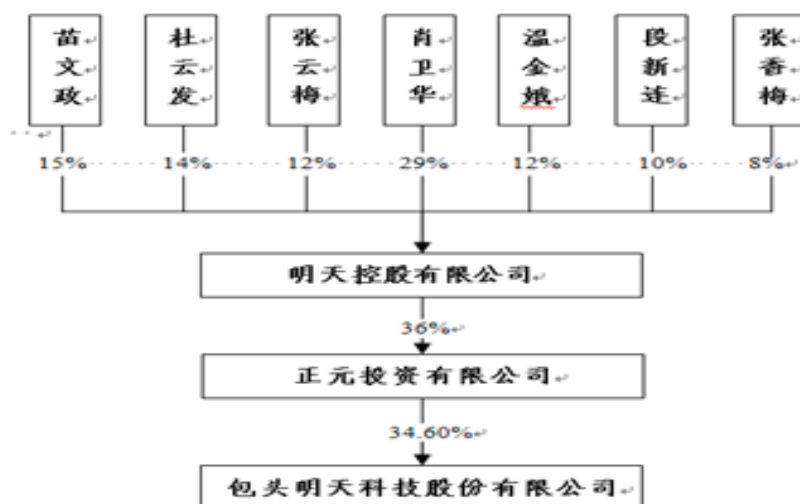 苗文政
杜云发
张云梅
肖卫华
温金娥
段新连
张香梅
15%
14%
12%
29%
12%
10%
8%
明天控股有限公司
36%
正元投资有限公司
34.60%
包头明天科技股份有限公司